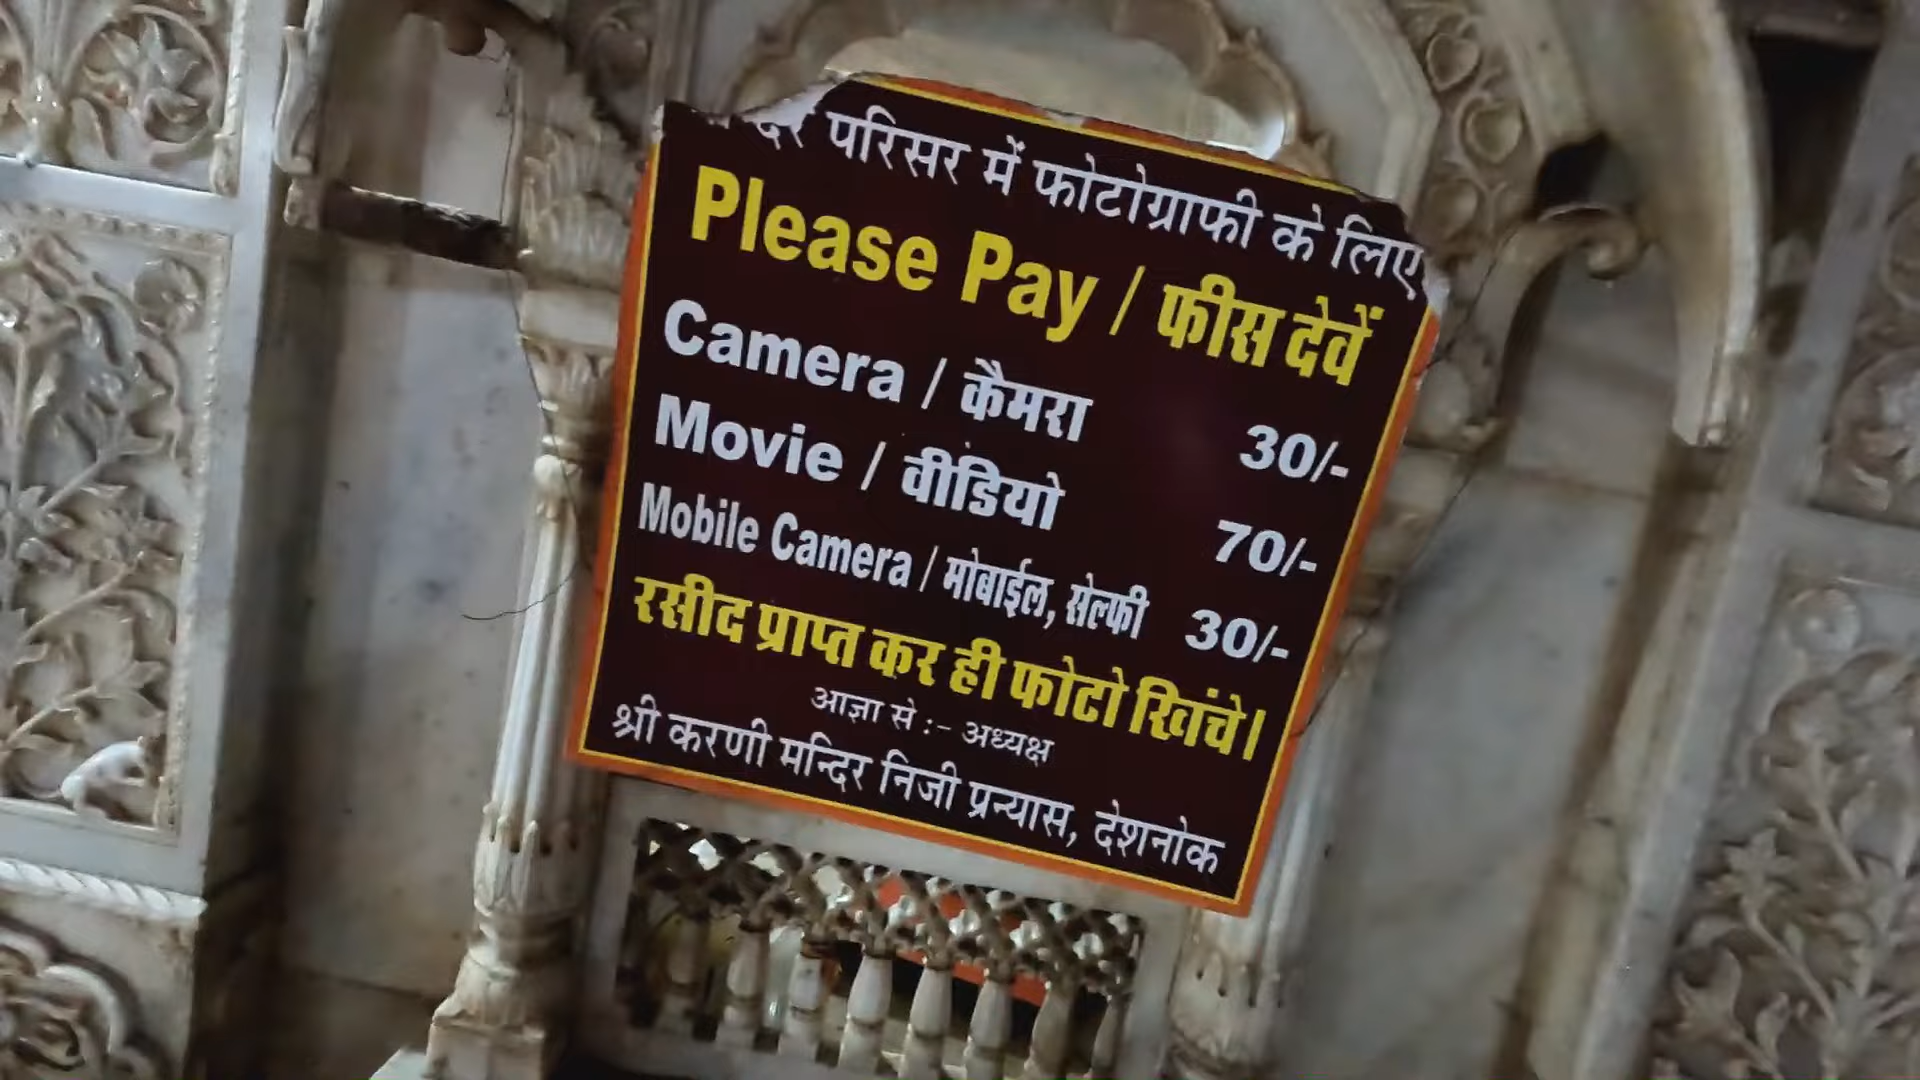 परिसर में फोटोग्राफी के लिए
Please Pay / फीस देवें
Camera / कैमरा 30/-
Movie / वीडियो 70/-
Mobile Camera / मोबाईल, सेल्फी 30/-
रसीद प्राप्त कर ही फोटो खिंचे।
आज्ञा से :- अध्यक्ष
श्री करणी मन्दिर निजी प्रन्यास, देशनोक